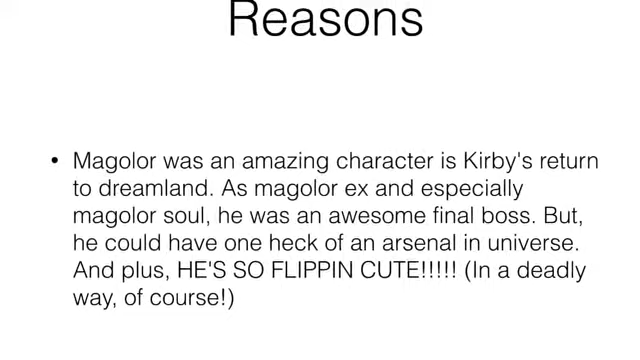 Reasons
• Magolor was an amazing character is Kirby's return
to dreamland. As magolor ex and especially
magolor soul, he was an awesome final boss. But,
he could have one heck of an arsenal in universe.
And plus, HE'S SO FLIPPIN CUTE!!!!! (In a deadly
way, of course!)